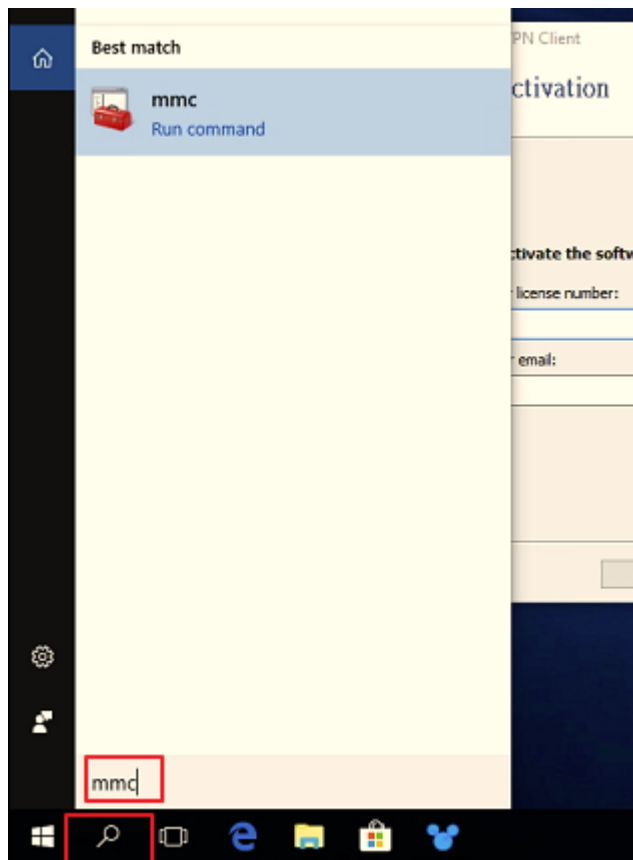 Best match
mmc
Run command
mmc
PN Client
ctivation
ctivate the softw
license number:
email: